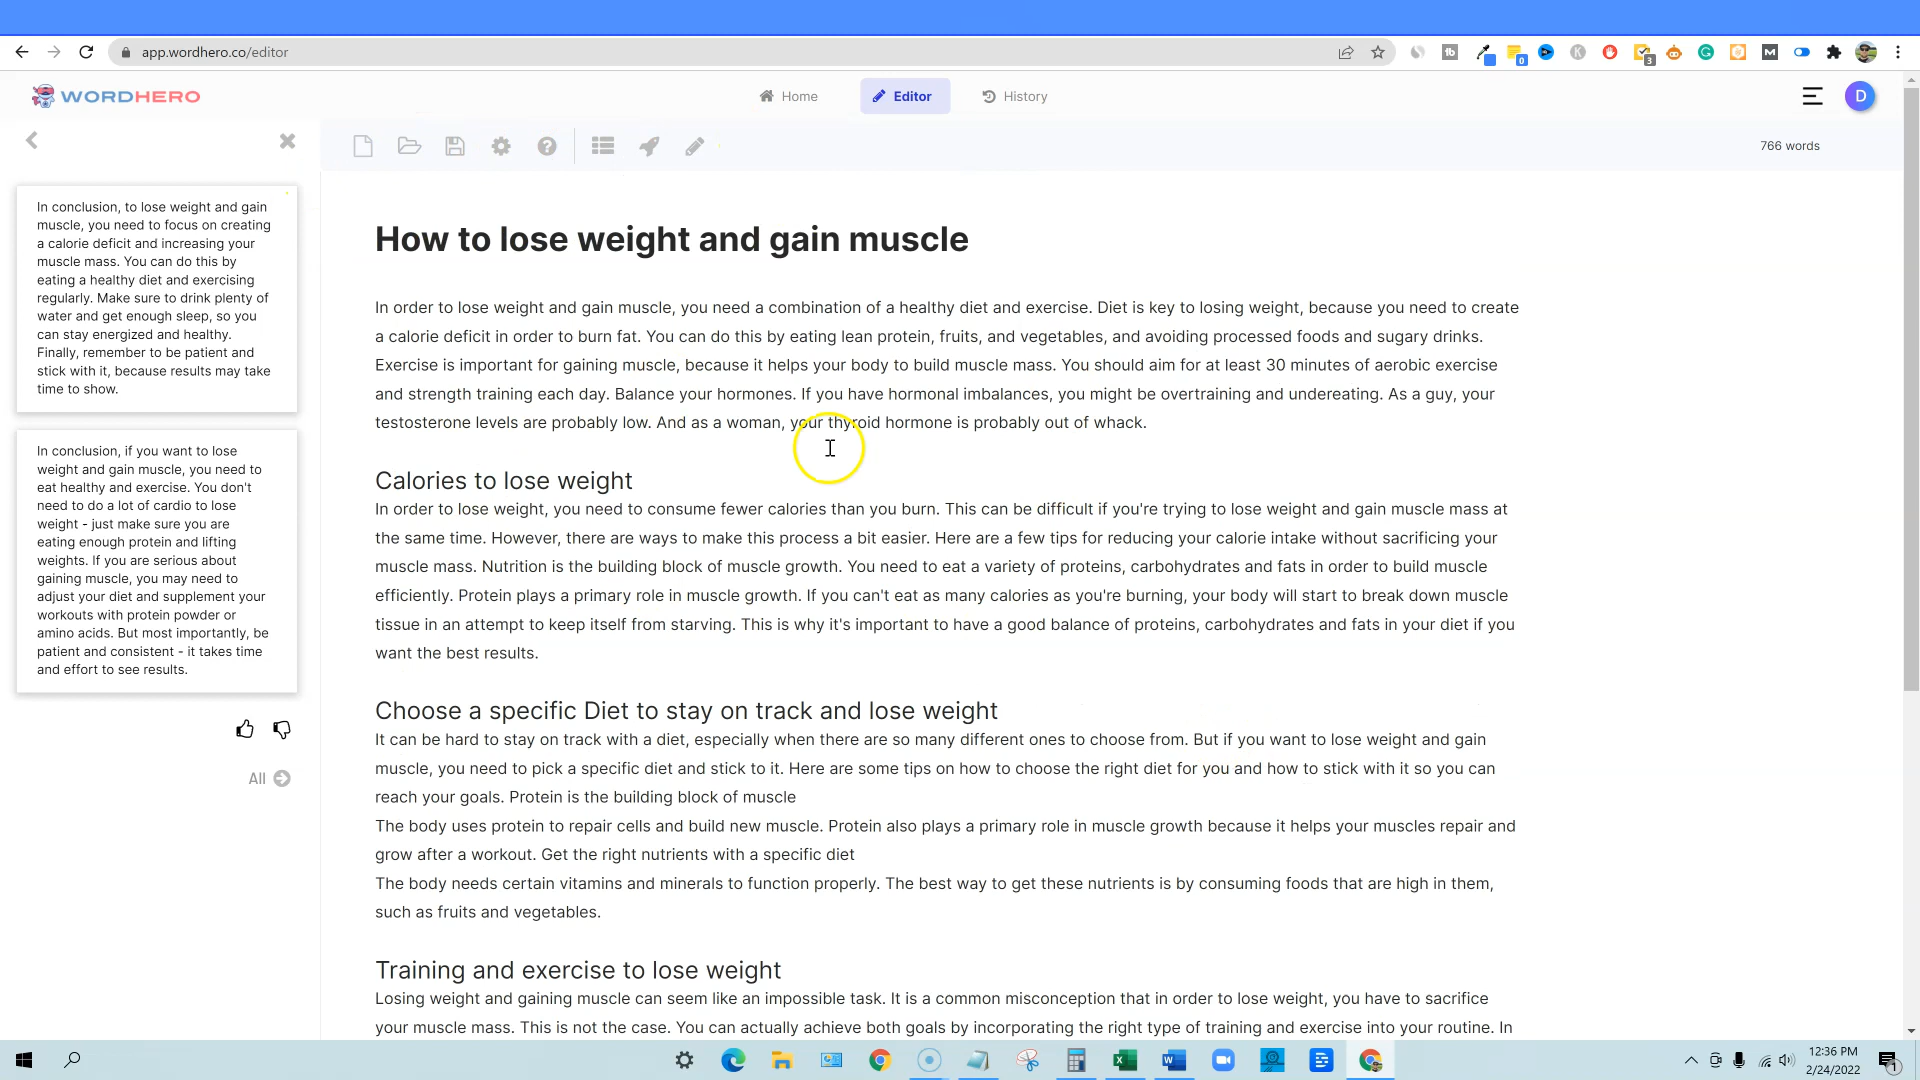 app.wordhero.co/editor
0
3
WORDHERO
Home
Editor
History
D
766 words
In conclusion, to lose weight and gain
muscle, you need to focus on creating
a calorie deficit and increasing your
muscle mass. You can do this by
eating a healthy diet and exercising
regularly. Make sure to drink plenty of
water and get enough sleep, so you
can stay energized and healthy.
Finally, remember to be patient and
stick with it, because results may take
time to show.
In conclusion, if you want to lose
weight and gain muscle, you need to
eat healthy and exercise. You don't
need to do a lot of cardio to lose
weight - just make sure you are
eating enough protein and lifting
weights. If you are serious about
gaining muscle, you may need to
adjust your diet and supplement your
workouts with protein powder or
amino acids. But most importantly, be
patient and consistent - it takes time
and effort to see results.
All
How to lose weight and gain muscle
In order to lose weight and gain muscle, you need a combination of a healthy diet and exercise. Diet is key to losing weight, because you need to create
a calorie deficit in order to burn fat. You can do this by eating lean protein, fruits, and vegetables, and avoiding processed foods and sugary drinks.
Exercise is important for gaining muscle, because it helps your body to build muscle mass. You should aim for at least 30 minutes of aerobic exercise
and strength training each day. Balance your hormones. If you have hormonal imbalances, you might be overtraining and undereating. As a guy, your
testosterone levels are probably low. And as a woman, your thyroid hormone is probably out of whack.
Calories to lose weight
In order to lose weight, you need to consume fewer calories than you burn. This can be difficult if you're trying to lose weight and gain muscle mass at
the same time. However, there are ways to make this process a bit easier. Here are a few tips for reducing your calorie intake without sacrificing your
muscle mass. Nutrition is the building block of muscle growth. You need to eat a variety of proteins, carbohydrates and fats in order to build muscle
efficiently. Protein plays a primary role in muscle growth. If you can't eat as many calories as you're burning, your body will start to break down muscle
tissue in an attempt to keep itself from starving. This is why it's important to have a good balance of proteins, carbohydrates and fats in your diet if you
want the best results.
Choose a specific Diet to stay on track and lose weight
It can be hard to stay on track with a diet, especially when there are so many different ones to choose from. But if you want to lose weight and gain
muscle, you need to pick a specific diet and stick to it. Here are some tips on how to choose the right diet for you and how to stick with it so you can
reach your goals. Protein is the building block of muscle
The body uses protein to repair cells and build new muscle. Protein also plays a primary role in muscle growth because it helps your muscles repair and
grow after a workout. Get the right nutrients with a specific diet
The body needs certain vitamins and minerals to function properly. The best way to get these nutrients is by consuming foods that are high in them,
such as fruits and vegetables.
Training and exercise to lose weight
Losing weight and gaining muscle can seem like an impossible task. It is a common misconception that in order to lose weight, you have to sacrifice
your muscle mass. This is not the case. You can actually achieve both goals by incorporating the right type of training and exercise into your routine. In
12:36 PM
2/24/2022
1